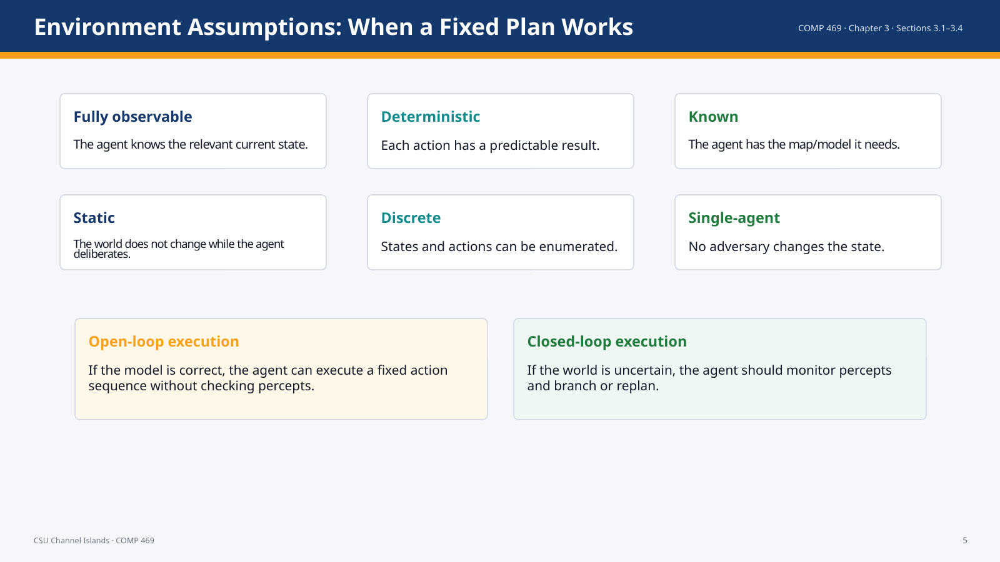 Environment Assumptions: When a Fixed Plan Works
COMP 469 · Chapter 3 · Sections 3.1–3.4
Fully observable
The agent knows the relevant current state.
Deterministic
Each action has a predictable result.
Known
The agent has the map/model it needs.
Static
The world does not change while the agent
deliberates.
Discrete
States and actions can be enumerated.
Single-agent
No adversary changes the state.
Open-loop execution
If the model is correct, the agent can execute a fixed action
sequence without checking percepts.
Closed-loop execution
If the world is uncertain, the agent should monitor percepts
and branch or replan.
CSU Channel Islands · COMP 469
5